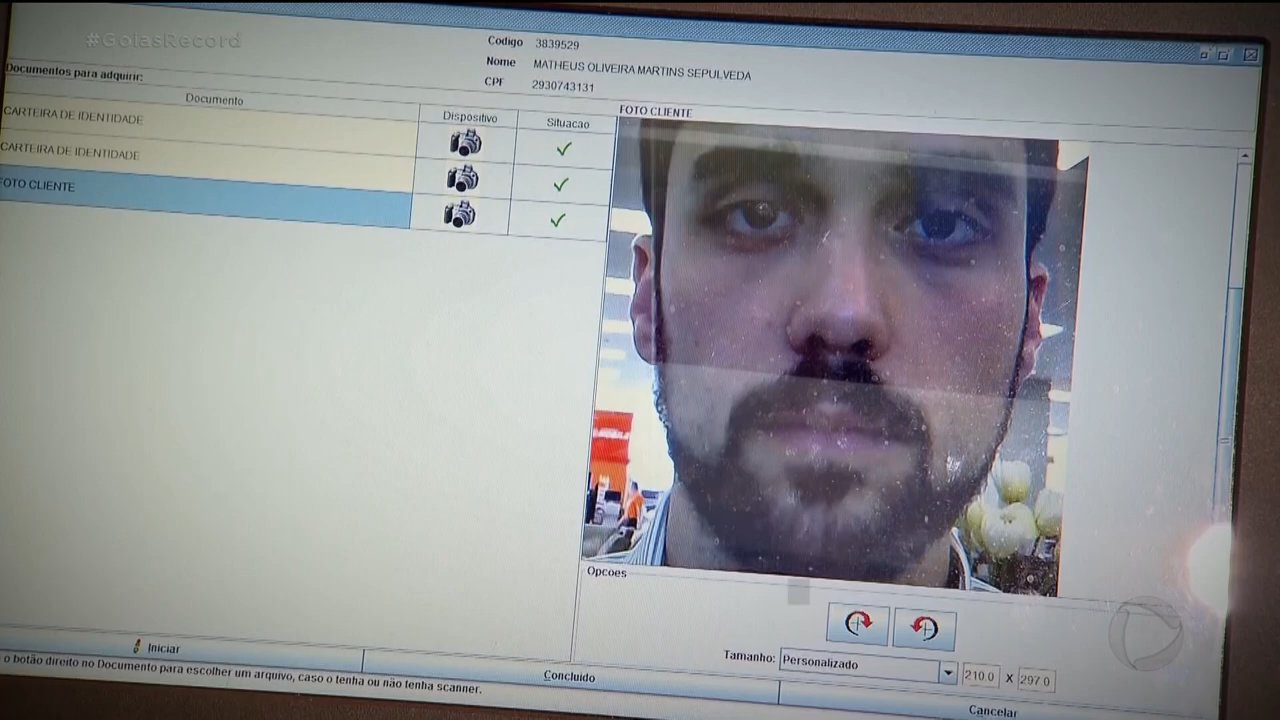 #GoiasRecord
Codigo 3839529
Nome MATHEUS OLIVEIRA MARTINS SEPULVEDA
CPF 2930743131
Documentos para adquirir:
Documento Dispositivo Situacao
CARTEIRA DE IDENTIDADE
CARTEIRA DE IDENTIDADE
FOTO CLIENTE
FOTO CLIENTE
Opcoes
Tamanho: Personalizado 210.0 X 297.0
Iniciar Concluido Cancelar
o botão direito no Documento para escolher um arquivo, caso o tenha ou não tenha scanner.